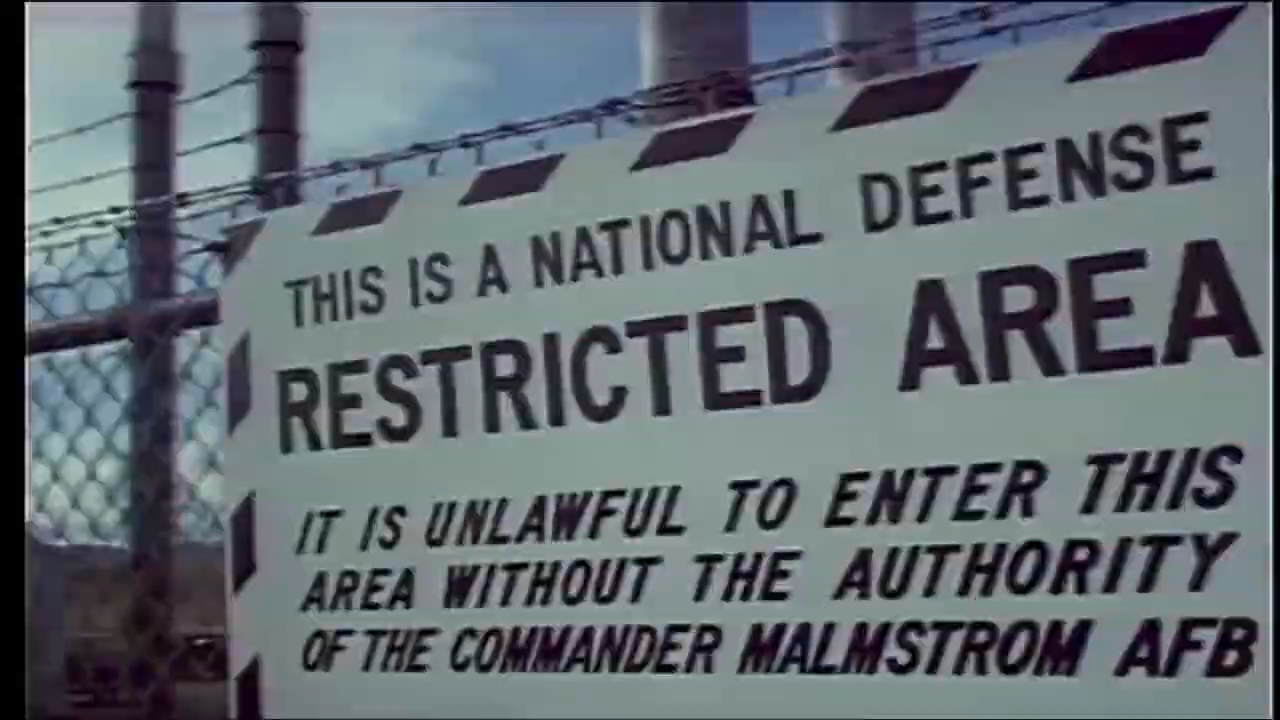 THIS IS A NATIONAL DEFENSE
RESTRICTED AREA
IT IS UNLAWFUL TO ENTER THIS
AREA WITHOUT THE AUTHORITY
OF THE COMMANDER MALMSTROM AFB